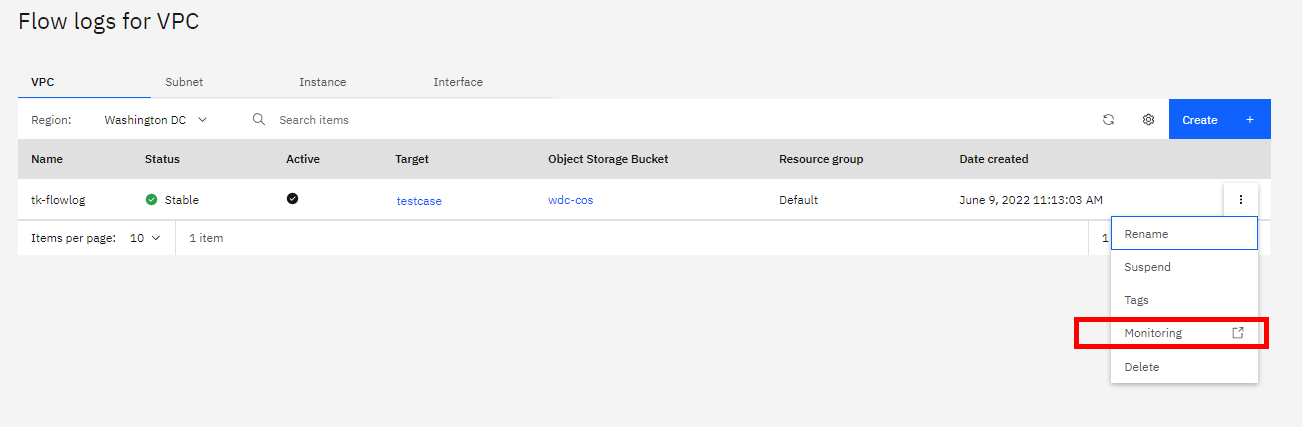 Flow logs for VPC
VPC Subnet Instance Interface
Region: Washington DC Search items Create +
Name Status Active Target Object Storage Bucket Resource group Date created
tk-flowlog Stable testcase wdc-cos Default June 9, 2022 11:13:03 AM
Items per page: 10 1 item 1
Rename
Suspend
Tags
Monitoring
Delete